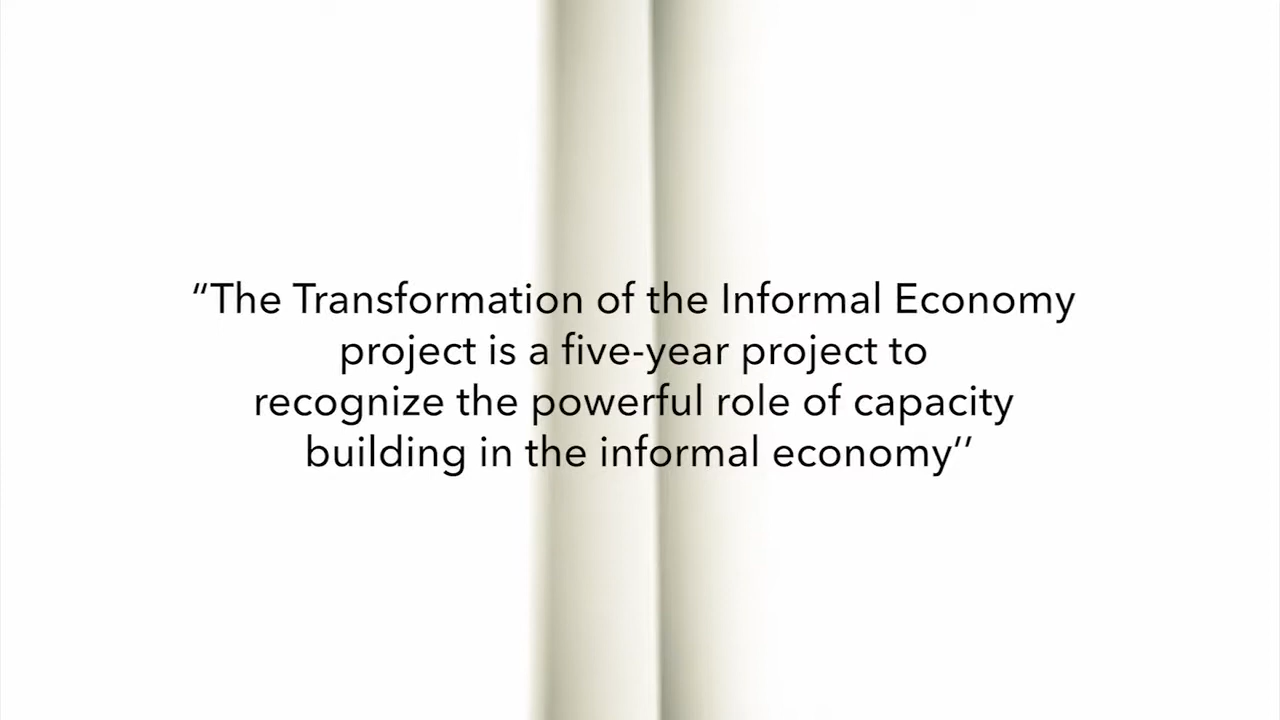 “The Transformation of the Informal Economy
project is a five-year project to
recognize the powerful role of capacity
building in the informal economy’’